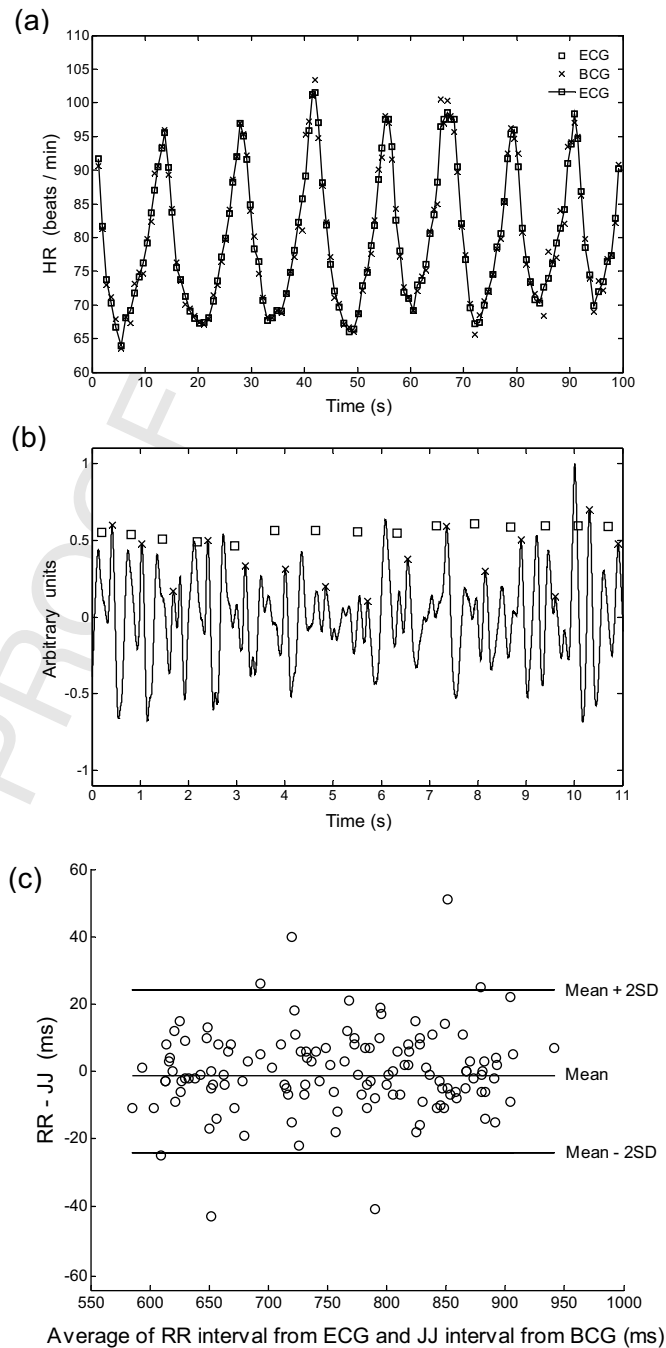 (a)
110
105
100
95
90
85
80
75
70
65
60
HR (beats / min)
ECG
BCG
ECG
0 10 20 30 40 50 60 70 80 90 100
Time (s)
(b)
1
0.5
0
-0.5
-1
Arbitrary units
0 1 2 3 4 5 6 7 8 9 10 11
Time (s)
PROOF
(c)
60
40
20
0
-20
-40
-60
RR - JJ (ms)
Mean + 2SD
Mean
Mean - 2SD
550 600 650 700 750 800 850 900 950 1000
Average of RR interval from ECG and JJ interval from BCG (ms)